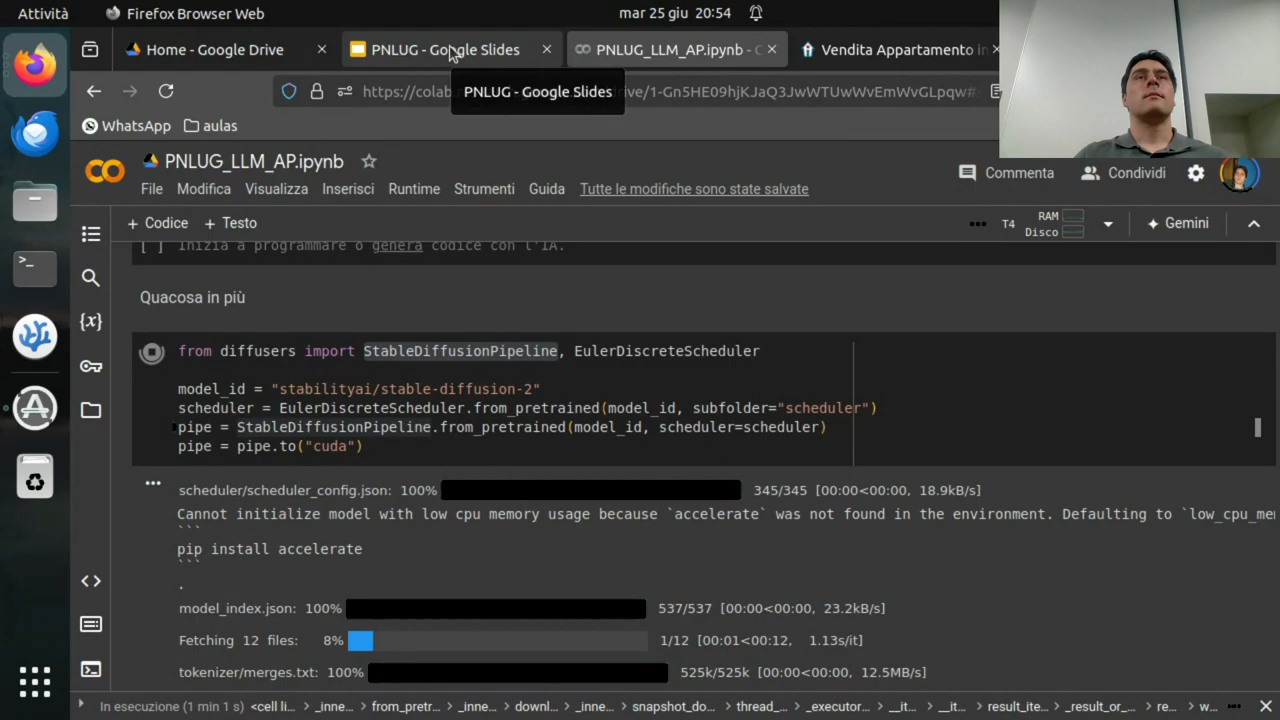 Attività
Firefox Browser Web
mar 25 giu 20:54
Home - Google Drive
PNLUG - Google Slides
PNLUG_LLM_AP.ipynb - C
Vendita Appartamento in
PNLUG - Google Slides
WhatsApp
aulas
PNLUG_LLM_AP.ipynb
File Modifica Visualizza Inserisci Runtime Strumenti Guida Tutte le modifiche sono state salvate
Commenta
Condividi
+ Codice + Testo
T4
RAM
Disco
Gemini
[ ] Inizia a programmare o genera codice con l'IA.
Quacosa in più
from diffusers import StableDiffusionPipeline, EulerDiscreteScheduler
model_id = "stabilityai/stable-diffusion-2"
scheduler = EulerDiscreteScheduler.from_pretrained(model_id, subfolder="scheduler")
pipe = StableDiffusionPipeline.from_pretrained(model_id, scheduler=scheduler)
pipe = pipe.to("cuda")
scheduler/scheduler_config.json: 100% 345/345 [00:00<00:00, 18.9kB/s]
Cannot initialize model with low cpu memory usage because `accelerate` was not found in the environment. Defaulting to `low_cpu_mem
```
pip install accelerate
```
.
model_index.json: 100% 537/537 [00:00<00:00, 23.2kB/s]
Fetching 12 files: 8% 1/12 [00:01<00:12, 1.13s/it]
tokenizer/merges.txt: 100% 525k/525k [00:00<00:00, 12.5MB/s]
In esecuzione (1 min 1 s) <cell li... > _inne... > from_pretr... > _inne... > downl... > _inne... > snapshot_do... > thread_... > _executor... > __it... > __it... > result_ite... > _result_or_... > re... > w...